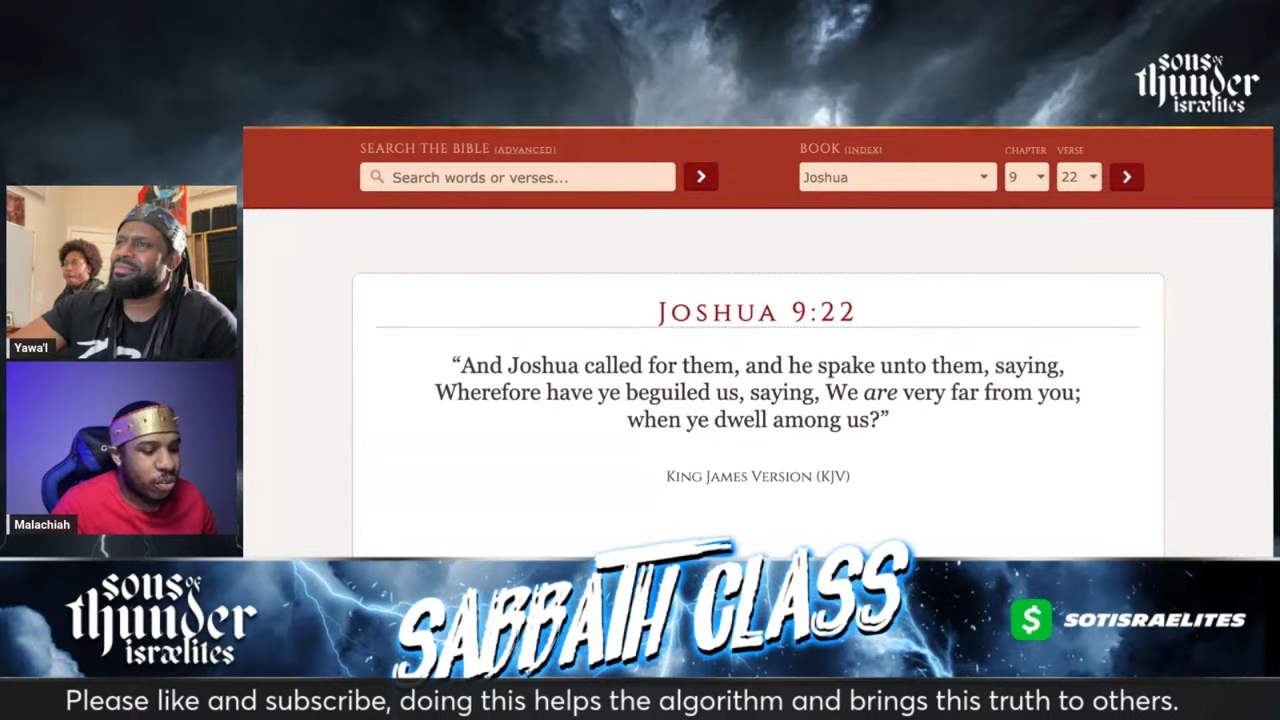 sons of
thunder
israelites
SEARCH THE BIBLE (ADVANCED)
BOOK (INDEX)
CHAPTER
VERSE
Search words or verses...
Joshua
9
22
JOSHUA 9:22
“And Joshua called for them, and he spake unto them, saying,
Wherefore have ye beguiled us, saying, We are very far from you;
when ye dwell among us?”
KING JAMES VERSION (KJV)
Yawa'l
Malachiah
sons of
thunder
israelites
SABBATH CLASS
$ SOTISRAELITES
Please like and subscribe, doing this helps the algorithm and brings this truth to others.